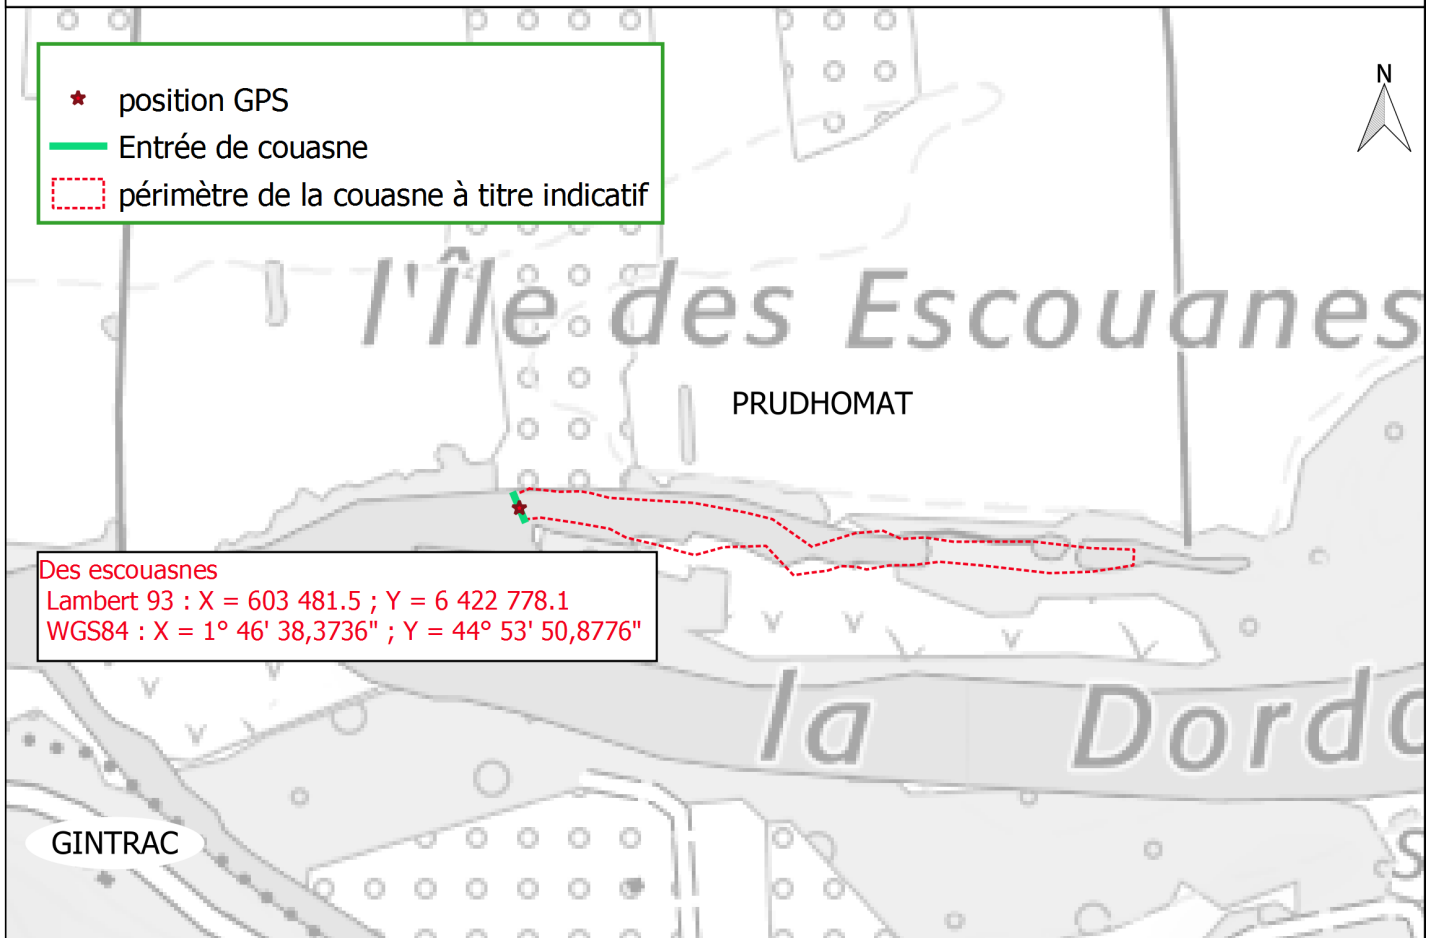 N
position GPS
Entrée de couasne
périmètre de la couasne à titre indicatif
l'Île des Escouanes
PRUDHOMAT
Des escouasnes
Lambert 93 : X = 603 481.5 ; Y = 6 422 778.1
WGS84 : X = 1° 46' 38,3736" ; Y = 44° 53' 50,8776"
la Dordo
GINTRAC
s